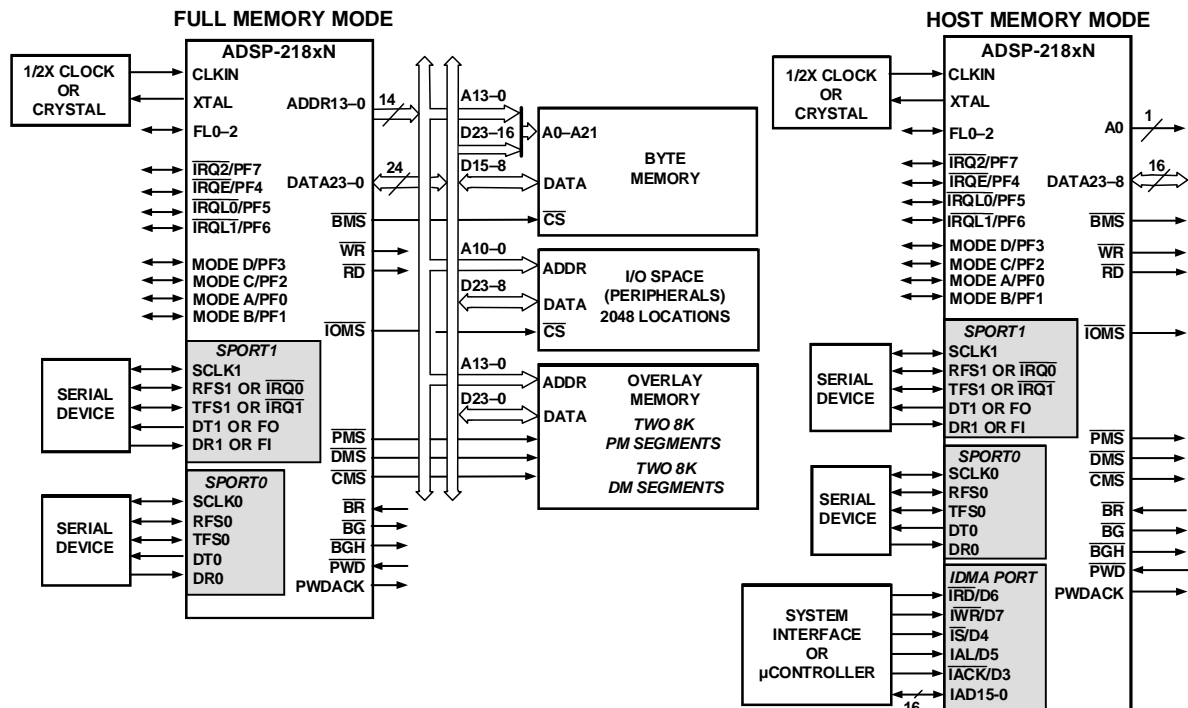 FULL MEMORY MODE
ADSP-218xN
1/2X CLOCK
OR
CRYSTAL
CLKIN
XTAL
FL0–2
IRQ2/PF7
IRQE/PF4
IRQL0/PF5
IRQL1/PF6
MODE D/PF3
MODE C/PF2
MODE A/PF0
MODE B/PF1
SERIAL
DEVICE
SPORT1
SCLK1
RFS1 OR IRQ0
TFS1 OR IRQ1
DT1 OR FO
DR1 OR FI
SERIAL
DEVICE
SPORT0
SCLK0
RFS0
TFS0
DT0
DR0
ADDR13–0
14
DATA23–0
24
BMS
WR
RD
IOMS
PMS
DMS
CMS
BR
BG
BGH
PWD
PWDACK
A13–0
D23–16
D15–8
A0–A21
DATA
CS
BYTE
MEMORY
A10–0
D23–8
ADDR
DATA
CS
I/O SPACE
(PERIPHERALS)
2048 LOCATIONS
A13–0
D23–0
ADDR
DATA
OVERLAY
MEMORY
TWO 8K
PM SEGMENTS
TWO 8K
DM SEGMENTS
HOST MEMORY MODE
ADSP-218xN
1/2X CLOCK
OR
CRYSTAL
CLKIN
XTAL
FL0–2
IRQ2/PF7
IRQE/PF4
IRQL0/PF5
IRQL1/PF6
MODE D/PF3
MODE C/PF2
MODE A/PF0
MODE B/PF1
SERIAL
DEVICE
SPORT1
SCLK1
RFS1 OR IRQ0
TFS1 OR IRQ1
DT1 OR FO
DR1 OR FI
SERIAL
DEVICE
SPORT0
SCLK0
RFS0
TFS0
DT0
DR0
SYSTEM
INTERFACE
OR
µCONTROLLER
IDMA PORT
IRD/D6
IWR/D7
IS/D4
IAL/D5
IACK/D3
IAD15-0
16
A0
1
DATA23–8
16
BMS
WR
RD
IOMS
PMS
DMS
CMS
BR
BG
BGH
PWD
PWDACK